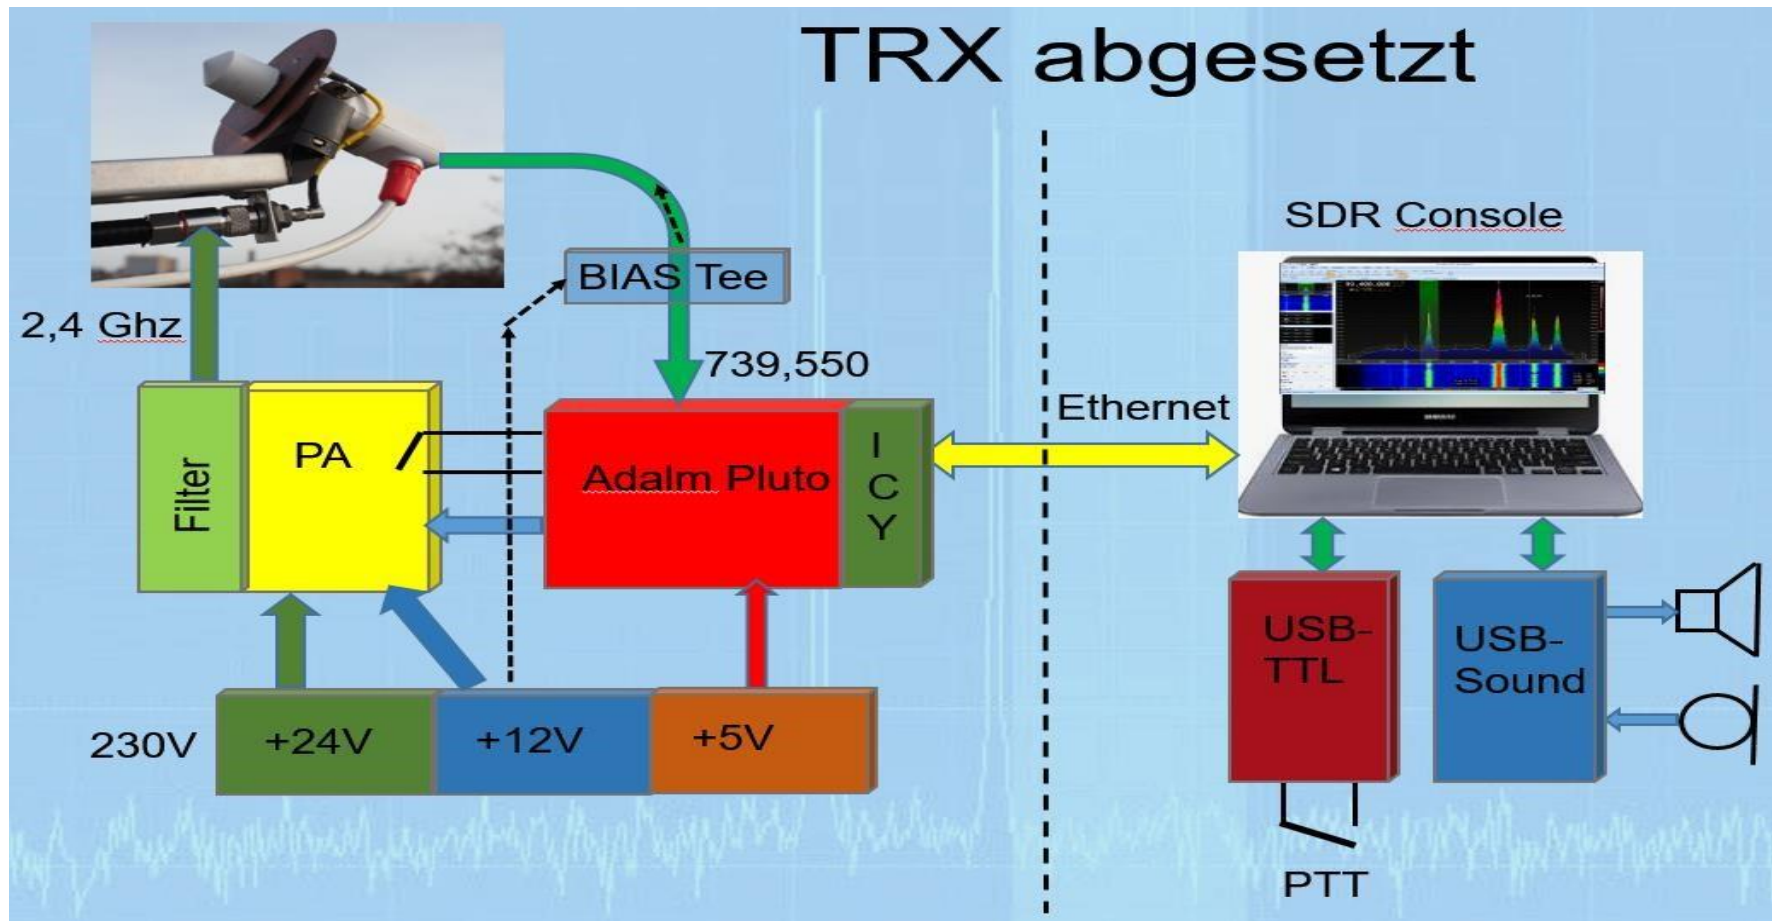 TRX abgesetzt
SDR Console
BIAS Tee
2,4 Ghz
739,550
Ethernet
Filter
PA
Adalm Pluto
I
C
Y
USB-
TTL
USB-
Sound
230V
+24V
+12V
+5V
PTT